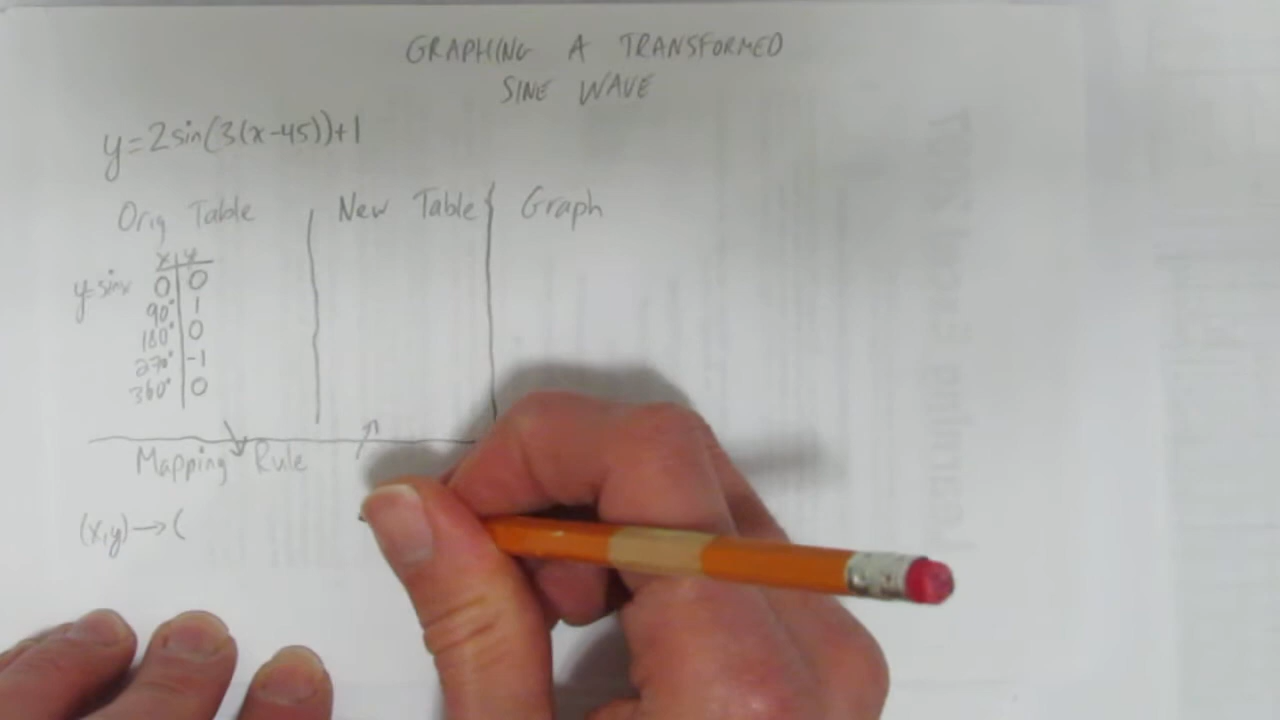 GRAPHING A TRANSFORMED
SINE WAVE
y=2sin(3(x-45))+1
Orig Table
New Table
Graph
x y
y=sinx 0 0
90° 1
180° 0
270° -1
360° 0
Mapping Rule
(x,y)→(